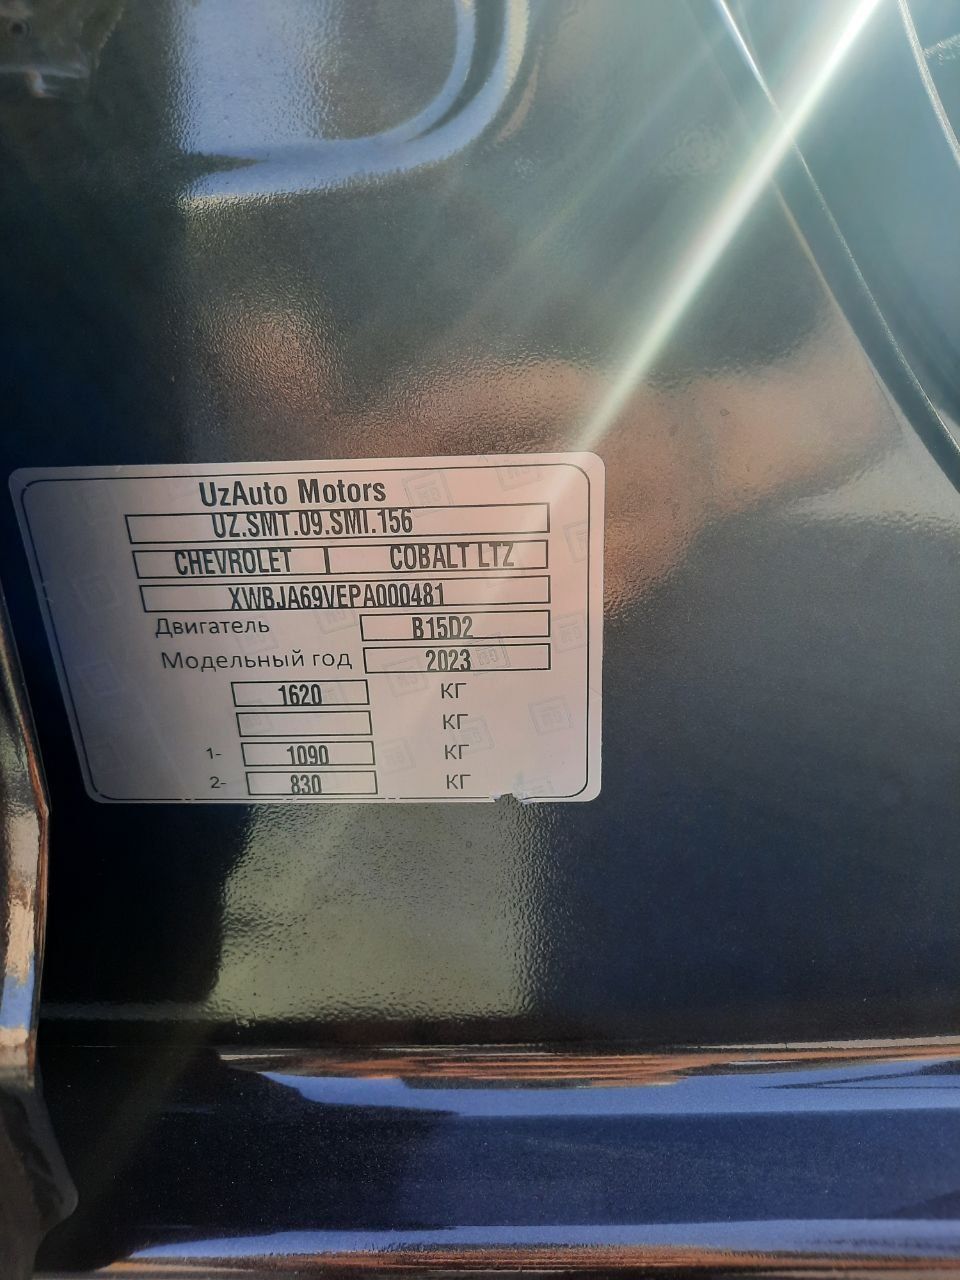 UzAuto Motors
UZ.SMT.09.SMI.156
CHEVROLET COBALT LTZ
XWBJA69VEPA000481
Двигатель B15D2
Модельный год 2023
1620 КГ
КГ
1- 1090 КГ
2- 830 КГ